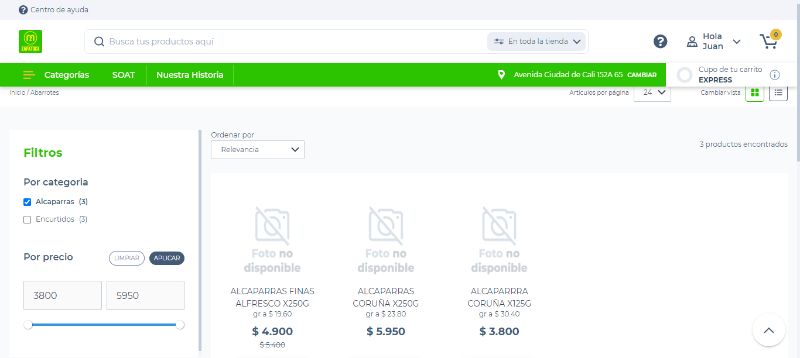 Centro de ayuda
Busca tus productos aquí
En toda la tienda
Hola
Juan
0
Categorías
SOAT
Nuestra Historia
Avenida Ciudad de Cali 152A 65 CAMBIAR
Cupo de tu carrito
EXPRESS
Inicio / Abarrotes
Artículos por página
24
Cambiar vista
Filtros
Por categoría
Alcaparras (3)
Encurtidos (3)
Por precio
LIMPIAR
APLICAR
3800
5950
Ordenar por
Relevancia
3 productos encontrados
Foto no
disponible
ALCAPARRAS FINAS
ALFRESCO X250G
gr a $ 19.60
$ 4.900
$ 5.400
Foto no
disponible
ALCAPARRAS
CORUÑA X250G
gr a $ 23.80
$ 5.950
Foto no
disponible
ALCAPARRRA
CORUÑA X125G
gr a $ 30.40
$ 3.800